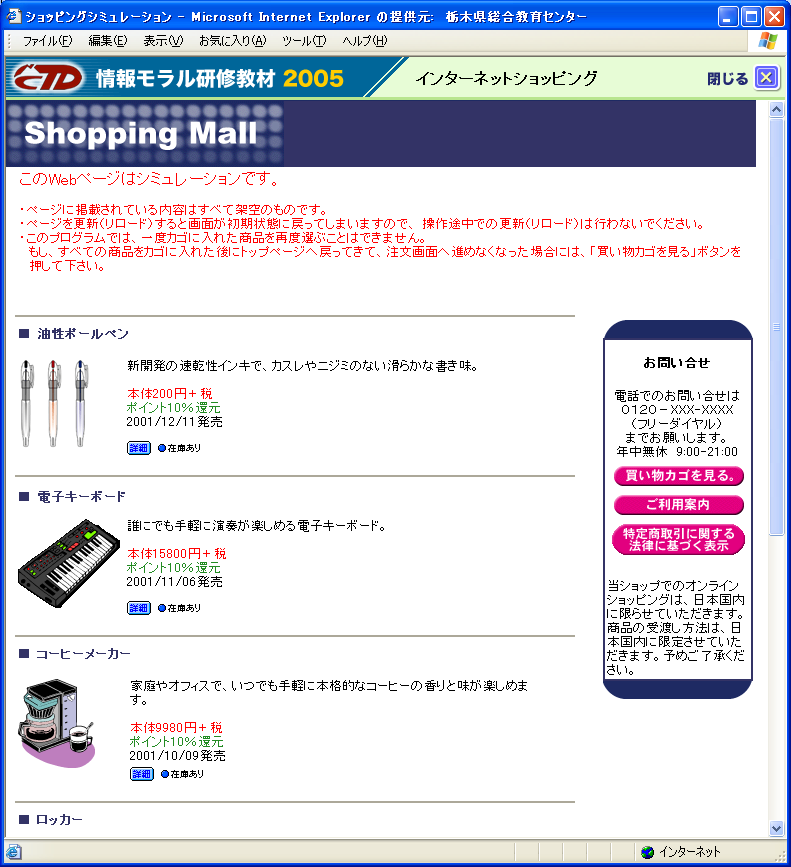 ショッピングシミュレーション - Microsoft Internet Explorer の提供元: 栃木県総合教育センター
ファイル(F) 編集(E) 表示(V) お気に入り(A) ツール(T) ヘルプ(H)
CTD 情報モラル研修教材 2005 インターネットショッピング 閉じる
Shopping Mall
このWebページはシミュレーションです。
・ページに掲載されている内容はすべて架空のものです。
・ページを更新(リロード)すると画面が初期状態に戻ってしまいますので、操作途中での更新(リロード)は行わないでください。
・このプログラムでは、一度カゴに入れた商品を再度選ぶことはできません。
もし、すべての商品をカゴに入れた後にトップページへ戻ってきて、注文画面へ進めなくなった場合には、「買い物カゴを見る」ボタンを
押して下さい。
■ 油性ボールペン
新開発の速乾性インキで、カスレやニジミのない滑らかな書き味。
本体200円+税
ポイント10%還元
2001/12/11発売
詳細 ●在庫あり
■ 電子キーボード
誰にでも手軽に演奏が楽しめる電子キーボード。
本体15800円+税
ポイント10%還元
2001/11/06発売
詳細 ●在庫あり
■ コーヒーメーカー
家庭やオフィスで、いつでも手軽に本格的なコーヒーの香りと味が楽しめま
す。
本体9980円+税
ポイント10%還元
2001/10/09発売
詳細 ●在庫あり
■ ロッカー
お問い合せ
電話でのお問い合せは
0120-XXX-XXXX
(フリーダイヤル)
までお願いします。
年中無休 9:00-21:00
買い物カゴを見る。
ご利用案内
特定商取引に関する
法律に基づく表示
当ショップでのオンライン
ショッピングは、日本国内
に限らせていただきます。
商品の受渡し方法は、日
本国内に限定させていた
だきます。予めご了承くだ
さい。
インターネット